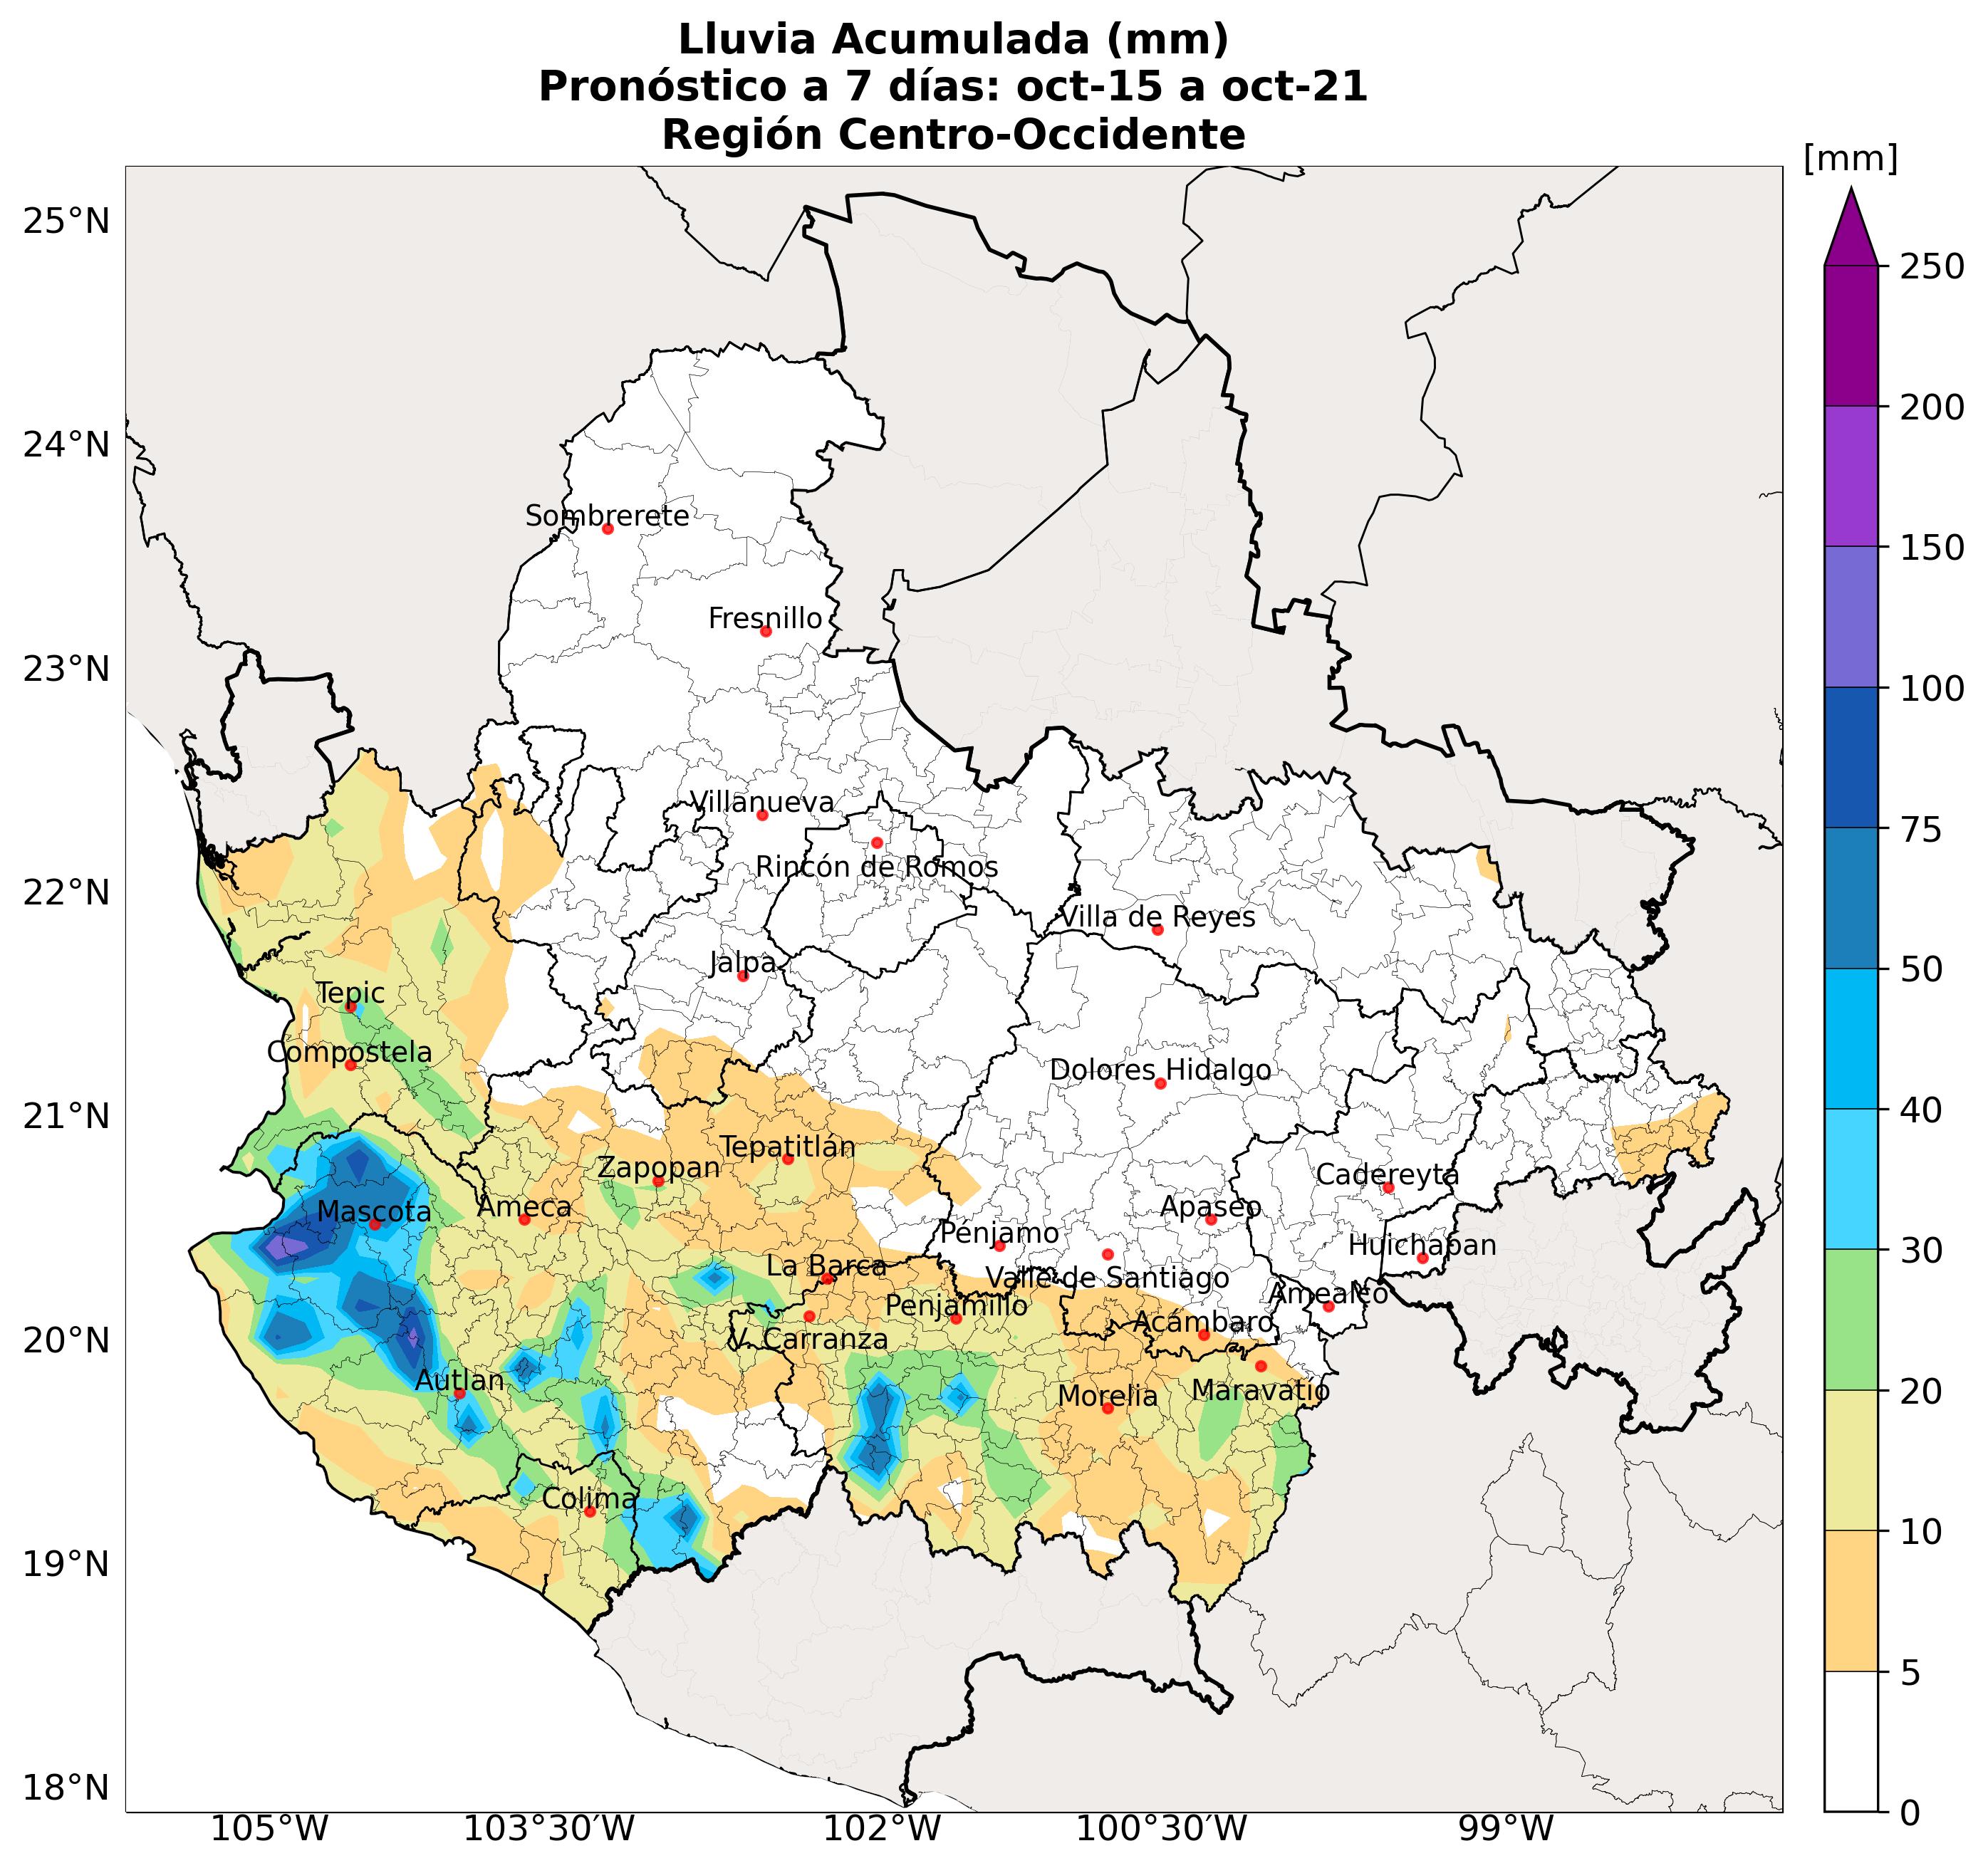 Lluvia Acumulada (mm)
Pronóstico a 7 días: oct-15 a oct-21
Región Centro-Occidente
[mm]
25°N
250
200
24°N
Sombrerete
150
Fresnillo
23°N
100
Villanueva
75
Rincón de Romos
22°N
Villa de Reyes
50
Jalpa
Tepic
Compostela
Dolores Hidalgo
40
21°N
Tepatitlán
Zapopan
Cadereyta
Mascota
Ameca
Apaseo
Pénjamo
Huichapan
30
La Barca
Valle de Santiago
Amealco
Penjamillo
Acámbaro
20°N
V. Carranza
Autlan
Maravatio
20
Morelia
Colima
10
19°N
5
18°N
0
105°W
103°30'W
102°W
100°30'W
99°W